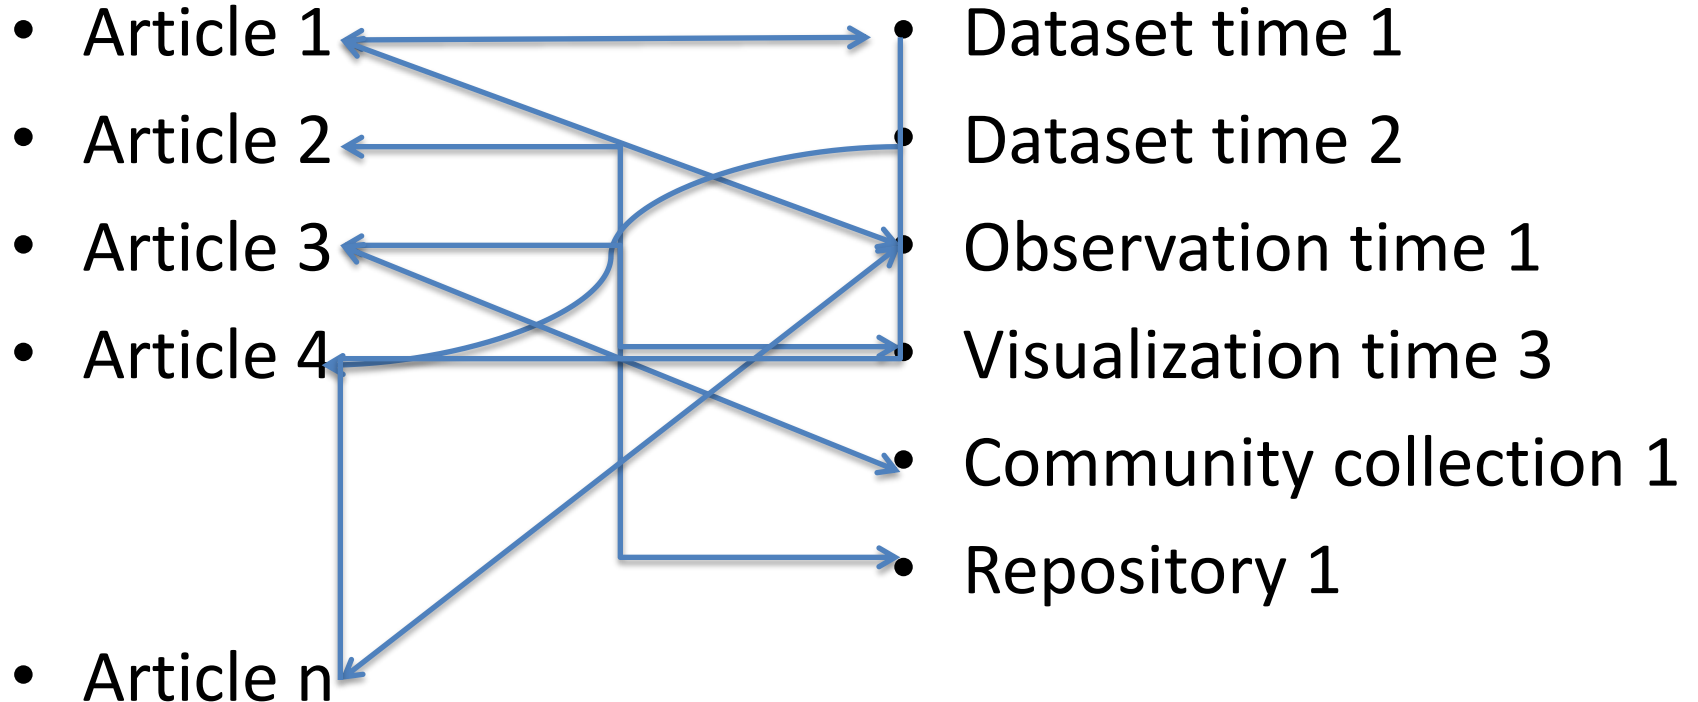 • Article 1
• Article 2
• Article 3
• Article 4
• Article n
• Dataset time 1
• Dataset time 2
• Observation time 1
• Visualization time 3
• Community collection 1
• Repository 1